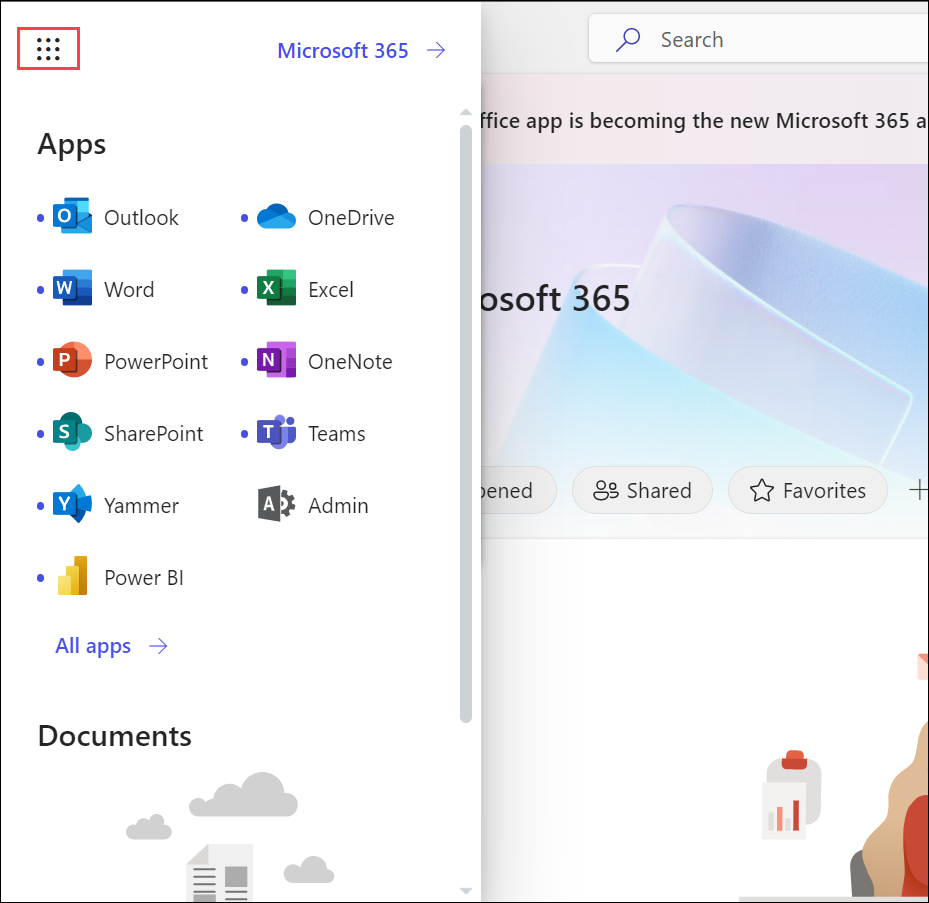 Microsoft 365
Search
Apps
ffice app is becoming the new Microsoft 365 a
Outlook
OneDrive
Word
Excel
osoft 365
PowerPoint
OneNote
SharePoint
Teams
pened
Shared
Favorites
Yammer
Admin
Power BI
All apps
Documents